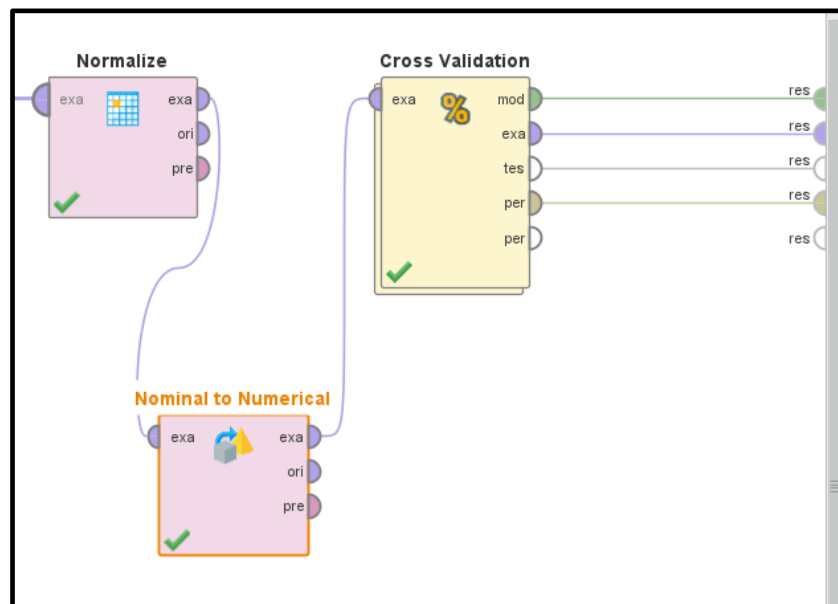 Normalize
exa
exa
ori
pre
Cross Validation
exa
%
mod
exa
tes
per
per
res
res
res
res
res
Nominal to Numerical
exa
exa
ori
pre